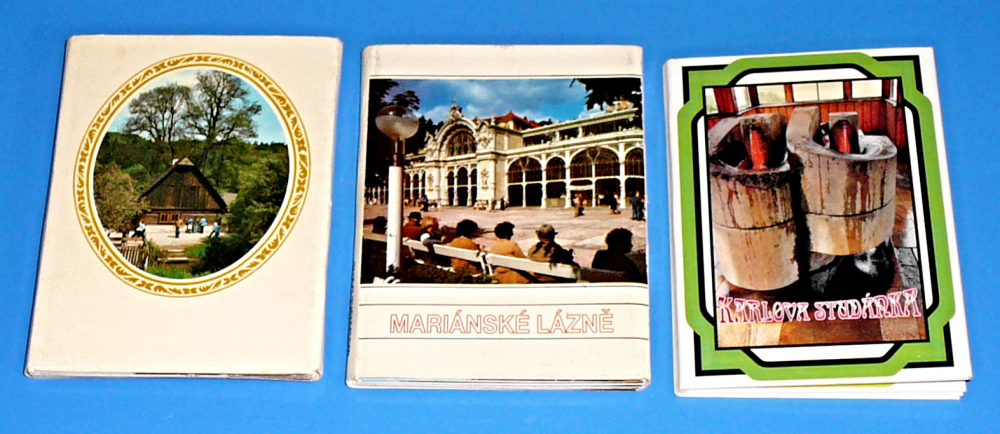 MARIÁNSKÉ LÁZNĚ
KARLOVA STUDÁNKA